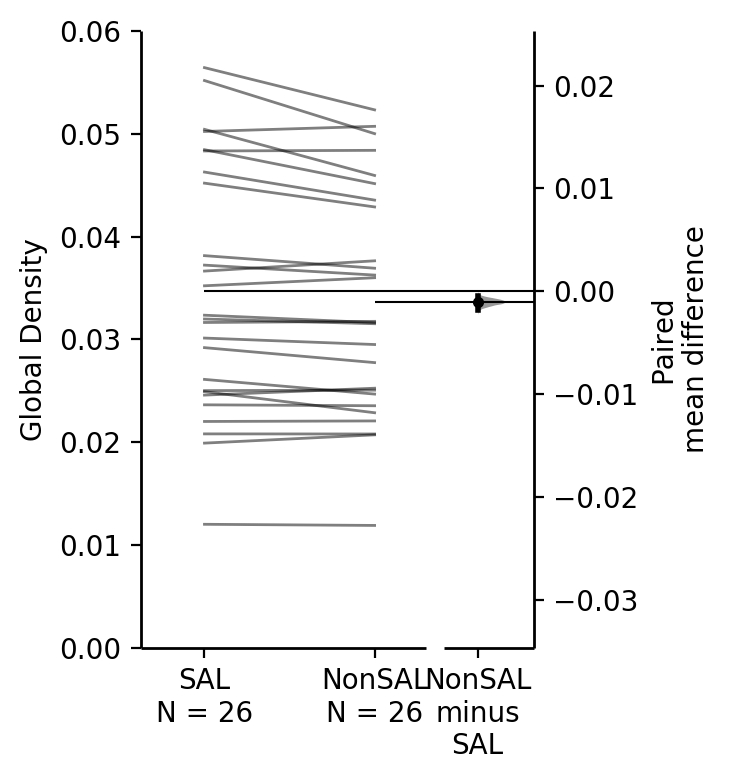 0.06
0.05
0.04
0.03
0.02
0.01
0.00
Global Density
SAL
N = 26
NonSAL
N = 26
NonSAL
minus
SAL
0.02
0.01
0.00
−0.01
−0.02
−0.03
Paired
mean difference